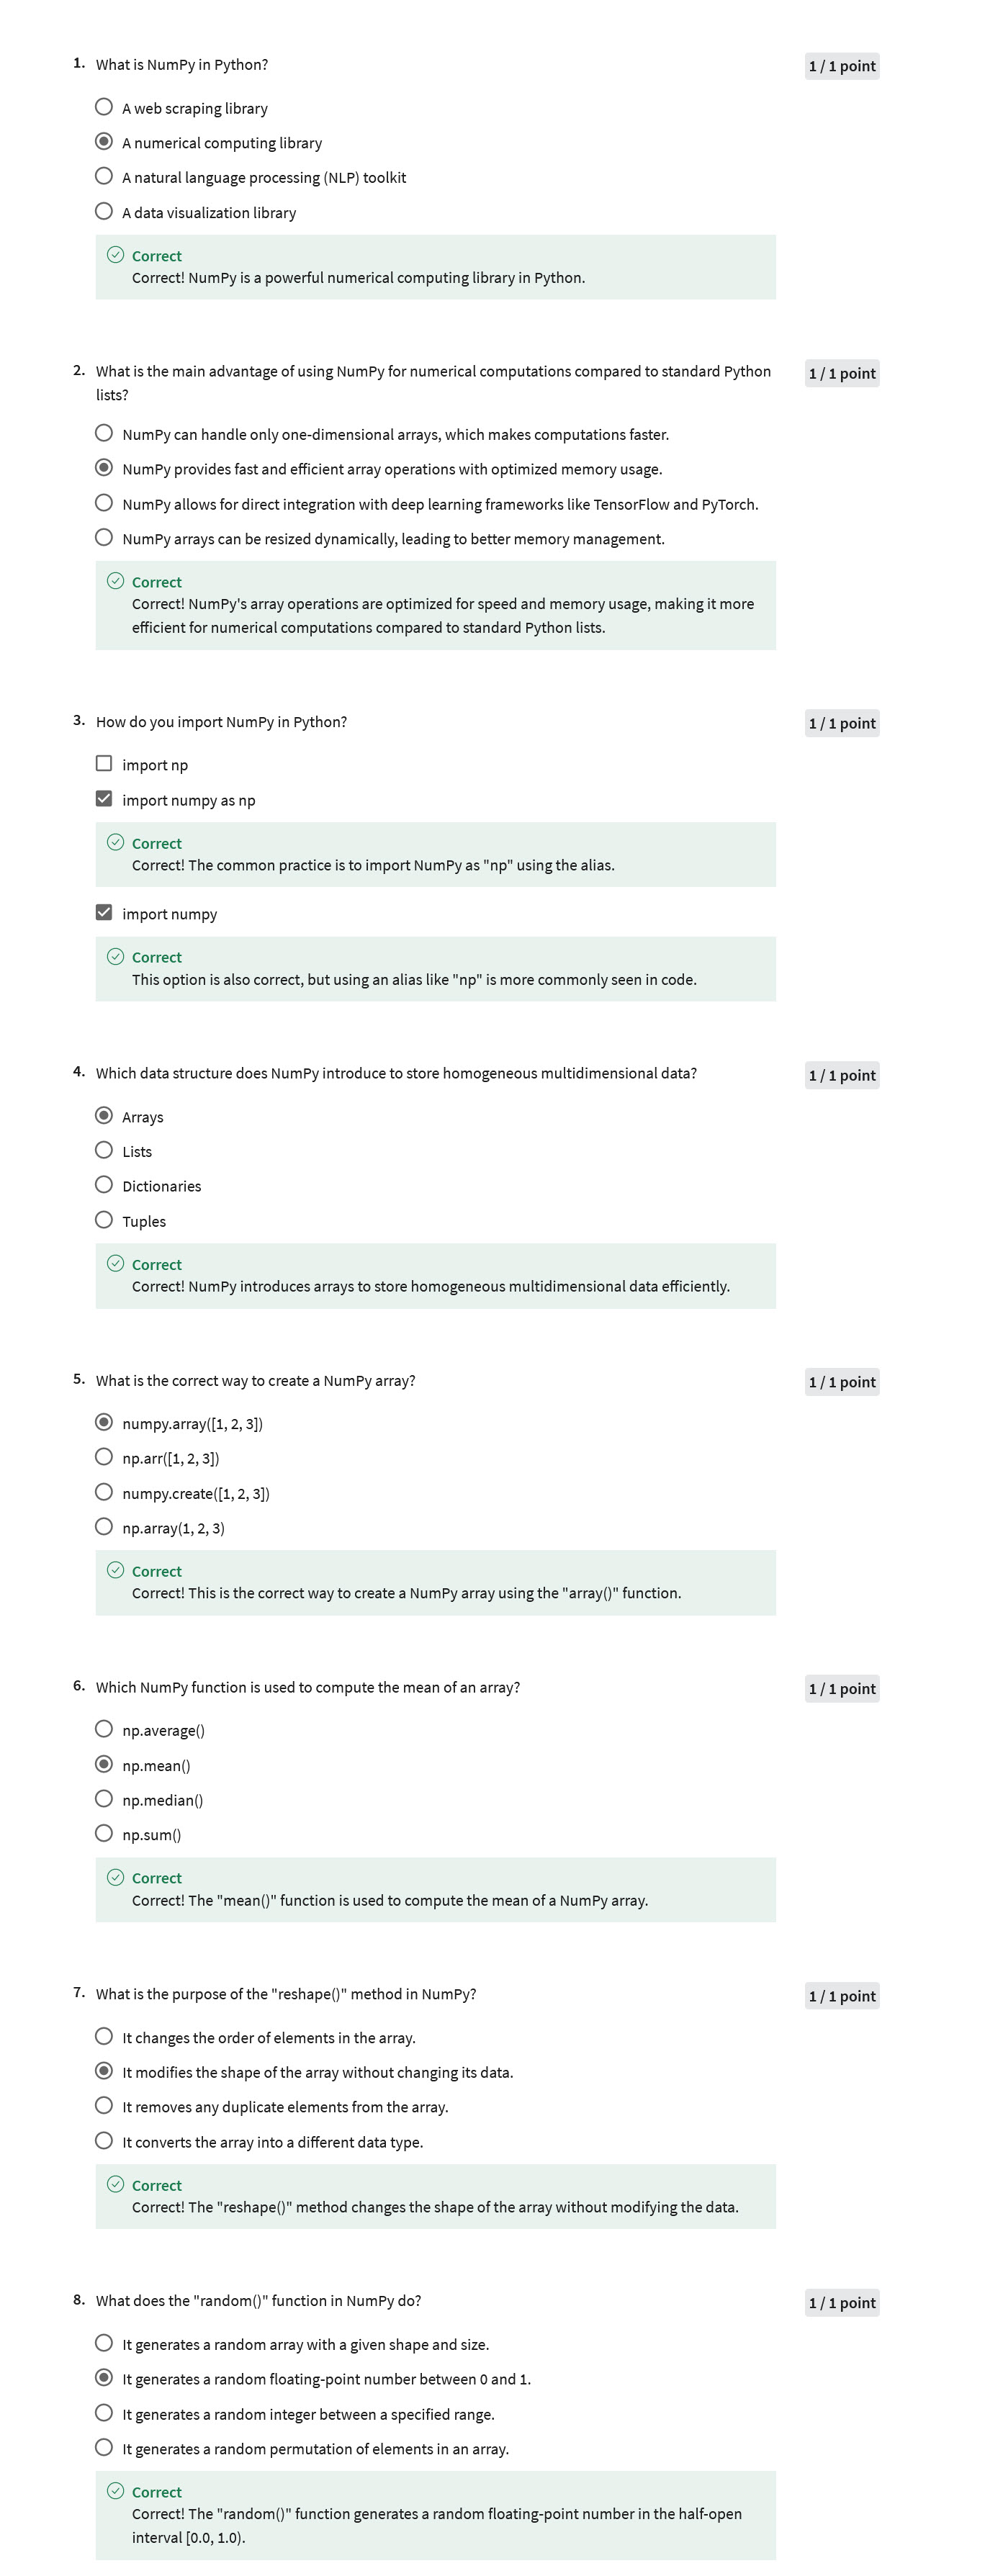 1. What is NumPy in Python?
1 / 1 point
A web scraping library
A numerical computing library
A natural language processing (NLP) toolkit
A data visualization library
Correct
Correct! NumPy is a powerful numerical computing library in Python.
2. What is the main advantage of using NumPy for numerical computations compared to standard Python
lists?
1 / 1 point
NumPy can handle only one-dimensional arrays, which makes computations faster.
NumPy provides fast and efficient array operations with optimized memory usage.
NumPy allows for direct integration with deep learning frameworks like TensorFlow and PyTorch.
NumPy arrays can be resized dynamically, leading to better memory management.
Correct
Correct! NumPy's array operations are optimized for speed and memory usage, making it more
efficient for numerical computations compared to standard Python lists.
3. How do you import NumPy in Python?
1 / 1 point
import np
import numpy as np
Correct
Correct! The common practice is to import NumPy as "np" using the alias.
import numpy
Correct
This option is also correct, but using an alias like "np" is more commonly seen in code.
4. Which data structure does NumPy introduce to store homogeneous multidimensional data?
1 / 1 point
Arrays
Lists
Dictionaries
Tuples
Correct
Correct! NumPy introduces arrays to store homogeneous multidimensional data efficiently.
5. What is the correct way to create a NumPy array?
1 / 1 point
numpy.array([1, 2, 3])
np.arr([1, 2, 3])
numpy.create([1, 2, 3])
np.array(1, 2, 3)
Correct
Correct! This is the correct way to create a NumPy array using the "array()" function.
6. Which NumPy function is used to compute the mean of an array?
1 / 1 point
np.average()
np.mean()
np.median()
np.sum()
Correct
Correct! The "mean()" function is used to compute the mean of a NumPy array.
7. What is the purpose of the "reshape()" method in NumPy?
1 / 1 point
It changes the order of elements in the array.
It modifies the shape of the array without changing its data.
It removes any duplicate elements from the array.
It converts the array into a different data type.
Correct
Correct! The "reshape()" method changes the shape of the array without modifying the data.
8. What does the "random()" function in NumPy do?
1 / 1 point
It generates a random array with a given shape and size.
It generates a random floating-point number between 0 and 1.
It generates a random integer between a specified range.
It generates a random permutation of elements in an array.
Correct
Correct! The "random()" function generates a random floating-point number in the half-open
interval [0.0, 1.0).